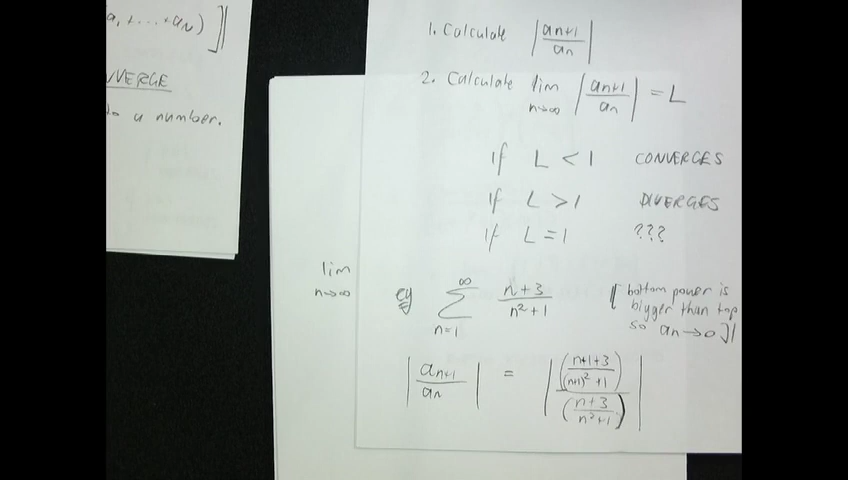 a, + ... + aₙ) ]|
NVERGE
a number.
1. Calculate |aₙ₊₁/aₙ|
2. Calculate lim n→∞ |aₙ₊₁/aₙ| = L
If L < 1 CONVERGES
If L > 1 DIVERGES
If L = 1 ???
lim
n→∞
eg ∑ n=1 ∞ (n+3)/(n²+1)
[ bottom power is
bigger than top
so aₙ→0 ]|
|aₙ₊₁/aₙ| = |((n+1+3)/((n+1)²+1))/((n+3)/(n²+1))|